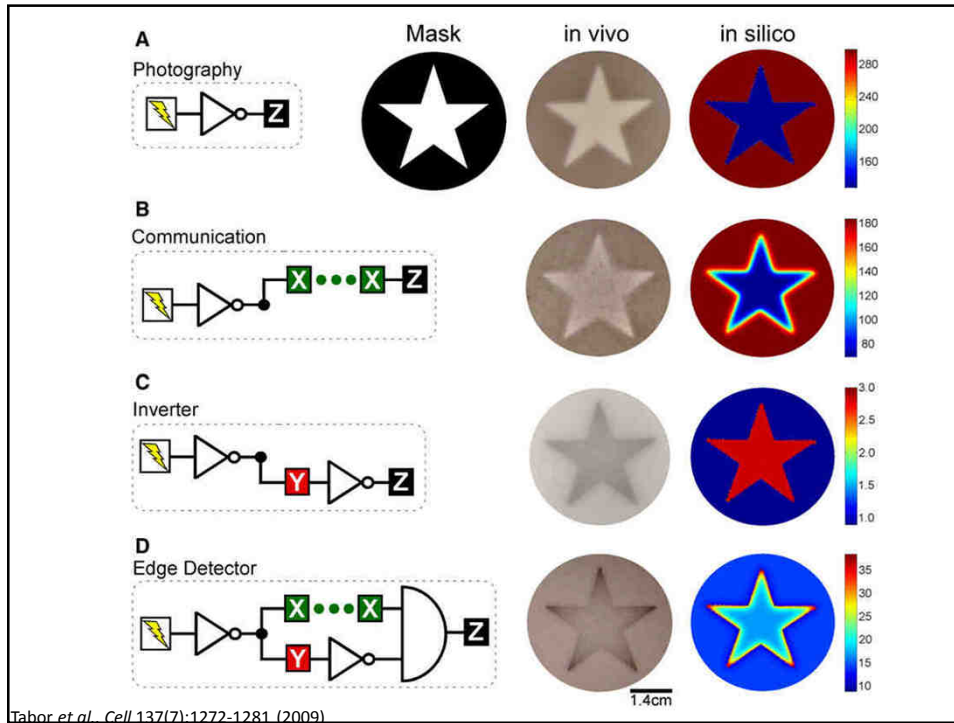 Mask in vivo in silico
A
Photography
Z
280
240
200
160
B
Communication
X X Z
180
160
140
120
100
80
C
Inverter
Y Z
3.0
2.5
2.0
1.5
1.0
D
Edge Detector
X X
Y
Z
35
30
25
20
15
10
1.4cm
Tabor et al., Cell 137(7):1272-1281 (2009)